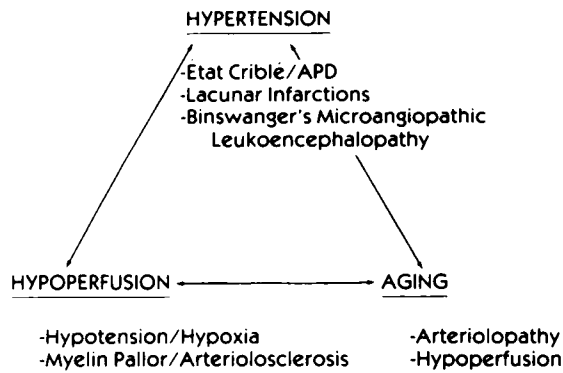 HYPERTENSION
-Etat Criblé/APD
-Lacunar Infarctions
-Binswanger's Microangiopathic
Leukoencephalopathy
HYPOPERFUSION
AGING
-Hypotension/Hypoxia
-Myelin Pallor/Arteriolosclerosis
-Arteriolopathy
-Hypoperfusion